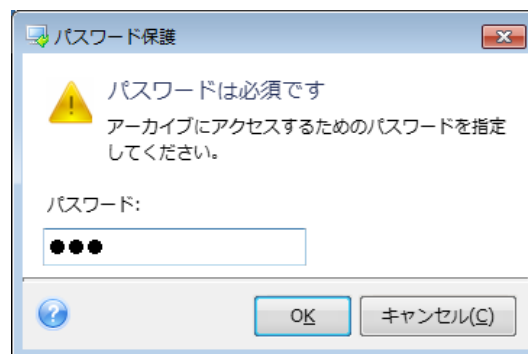 パスワード保護
パスワードは必須です
アーカイブにアクセスするためのパスワードを指定
してください。
パスワード:
●●●
OK キャンセル(C)